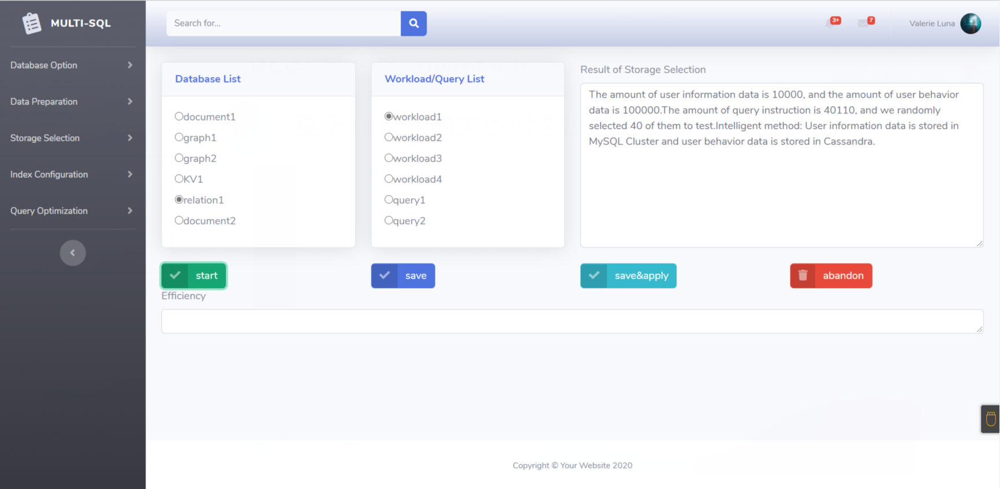 MULTI-SQL
Database Option
Data Preparation
Storage Selection
Index Configuration
Query Optimization
Search for...
3+
7
Valerie Luna
Database List
document1
graph1
graph2
KV1
relation1
document2
Workload/Query List
workload1
workload2
workload3
workload4
query1
query2
Result of Storage Selection
The amount of user information data is 10000, and the amount of user behavior
data is 100000.The amount of query instruction is 40110, and we randomly
selected 40 of them to test.Intelligent method: User information data is stored in
MySQL Cluster and user behavior data is stored in Cassandra.
start
save
save&apply
abandon
Efficiency
Copyright © Your Website 2020